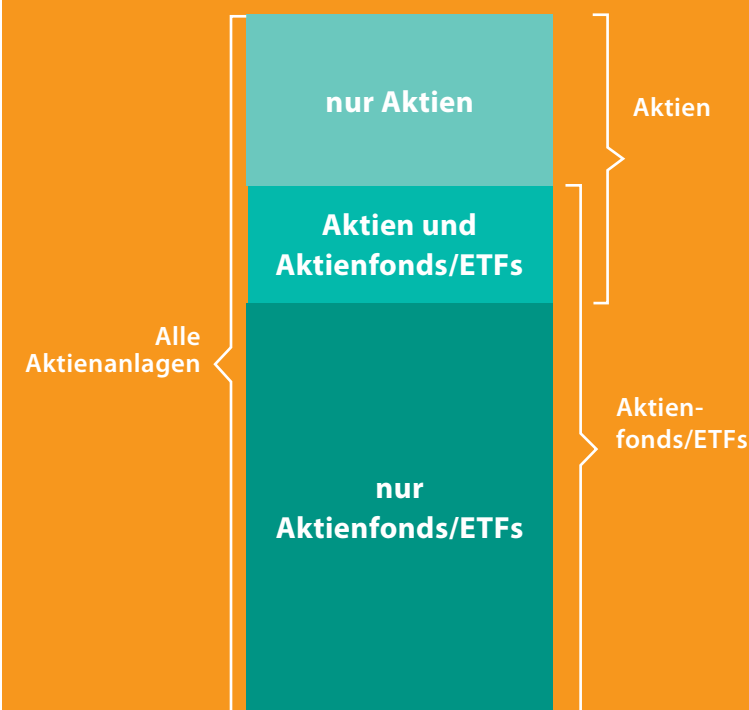 nur Aktien
Aktien
Aktien und
Aktienfonds/ETFs
Alle
Aktienanlagen
Aktien-
fonds/ETFs
nur
Aktienfonds/ETFs